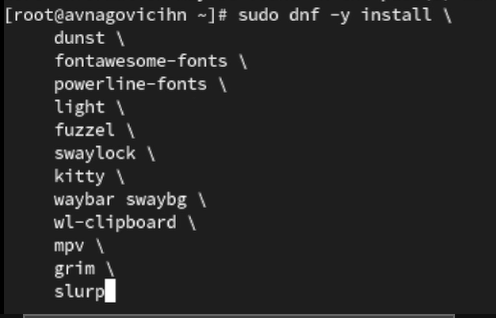 [root@avnagovicihn ~]# sudo dnf -y install \
dunst \
fontawesome-fonts \
powerline-fonts \
light \
fuzzel \
swaylock \
kitty \
waybar swaybg \
wl-clipboard \
mpv \
grim \
slurp